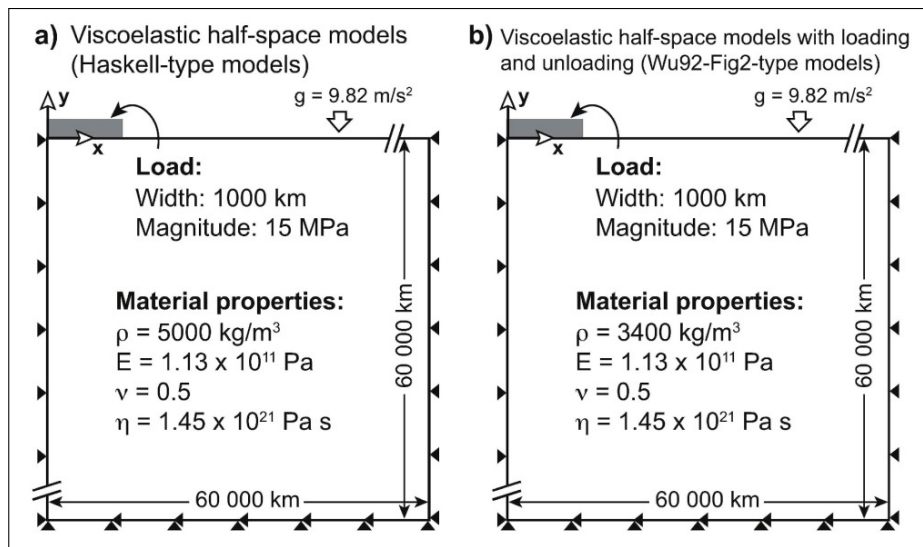 a) Viscoelastic half-space models
(Haskell-type models)
y
g = 9.82 m/s²
x
Load:
Width: 1000 km
Magnitude: 15 MPa
Material properties:
ρ = 5000 kg/m³
E = 1.13 x 10¹¹ Pa
ν = 0.5
η = 1.45 x 10²¹ Pa s
60 000 km
60 000 km
b) Viscoelastic half-space models with loading
and unloading (Wu92-Fig2-type models)
y
g = 9.82 m/s²
x
Load:
Width: 1000 km
Magnitude: 15 MPa
Material properties:
ρ = 3400 kg/m³
E = 1.13 x 10¹¹ Pa
ν = 0.5
η = 1.45 x 10²¹ Pa s
60 000 km
60 000 km